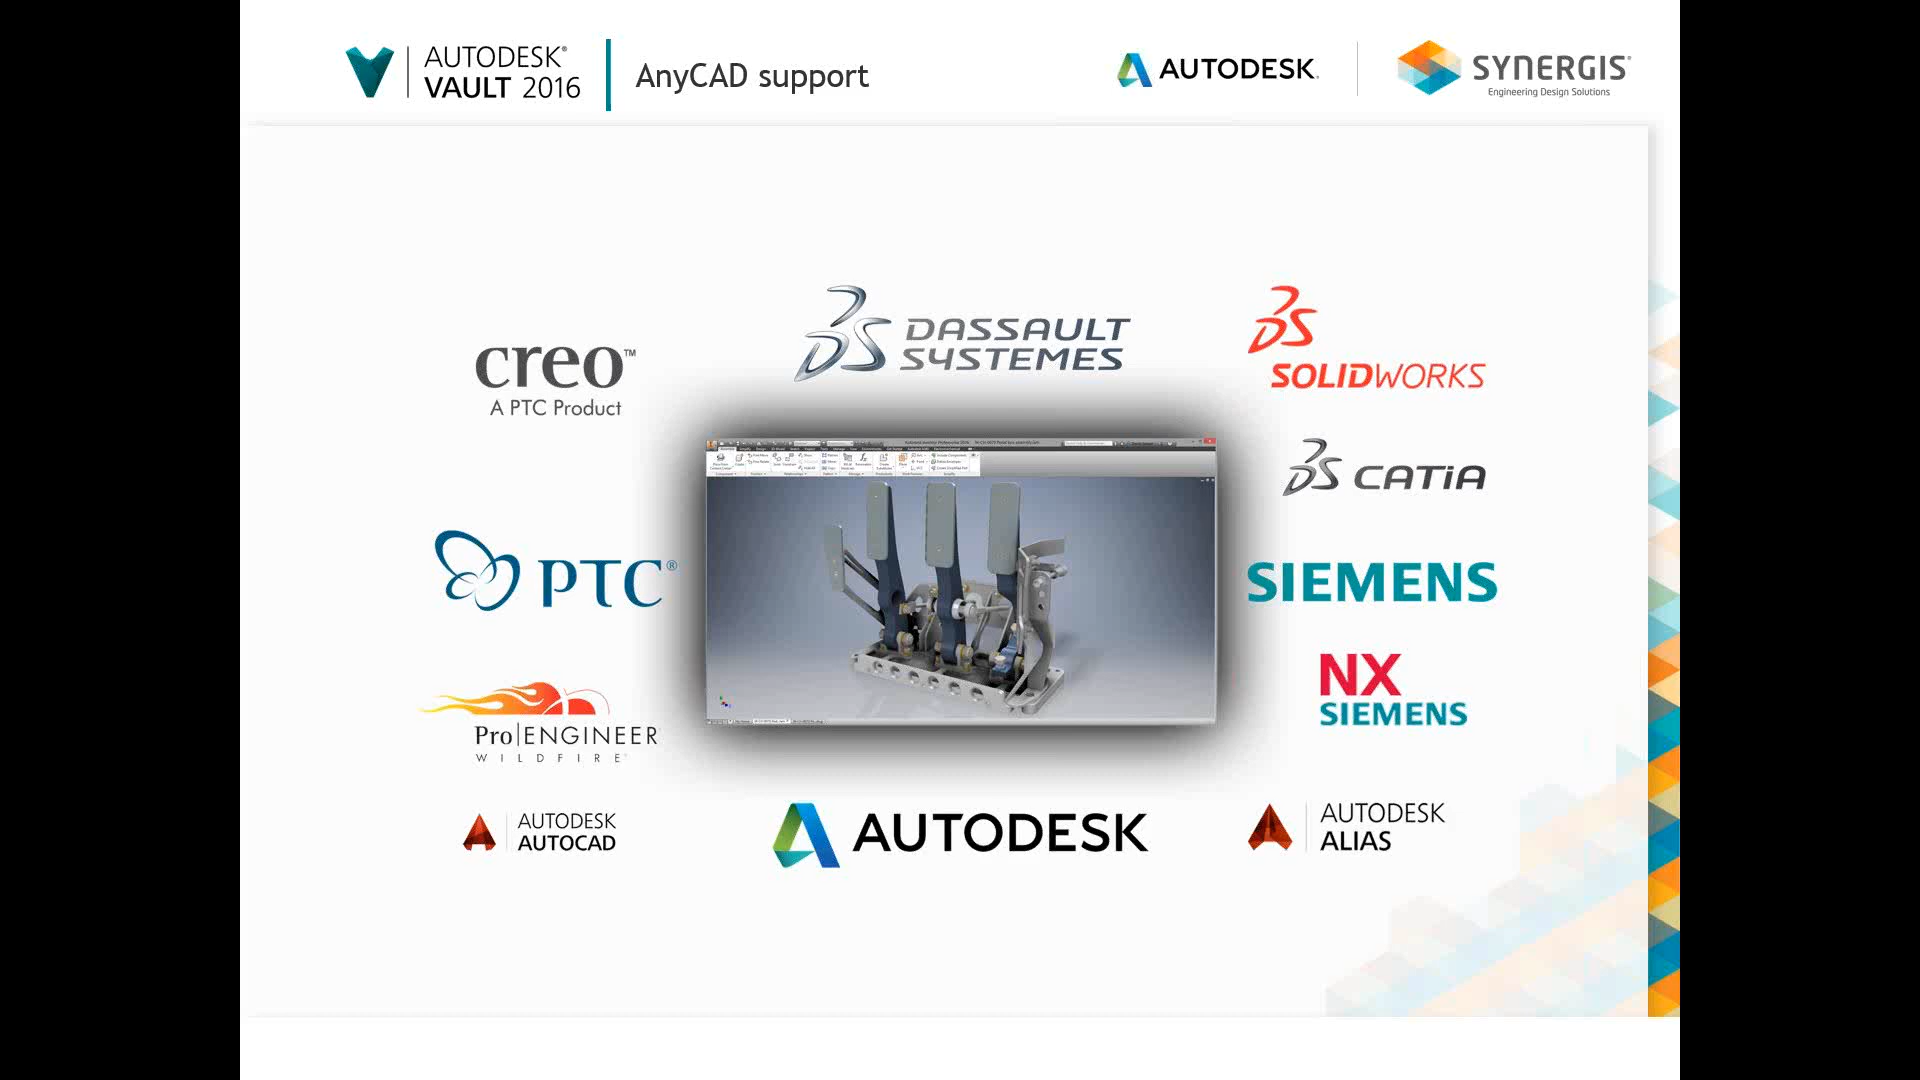 AUTODESK®
VAULT 2016
AnyCAD support
AUTODESK.
SYNERGIS®
Engineering Design Solutions
DASSAULT
SYSTEMES
SOLIDWORKS
creo™
A PTC Product
CATIA
PTC®
SIEMENS
NX
SIEMENS
Pro|ENGINEER
WILDFIRE
AUTODESK
AUTOCAD
AUTODESK
AUTODESK
ALIAS